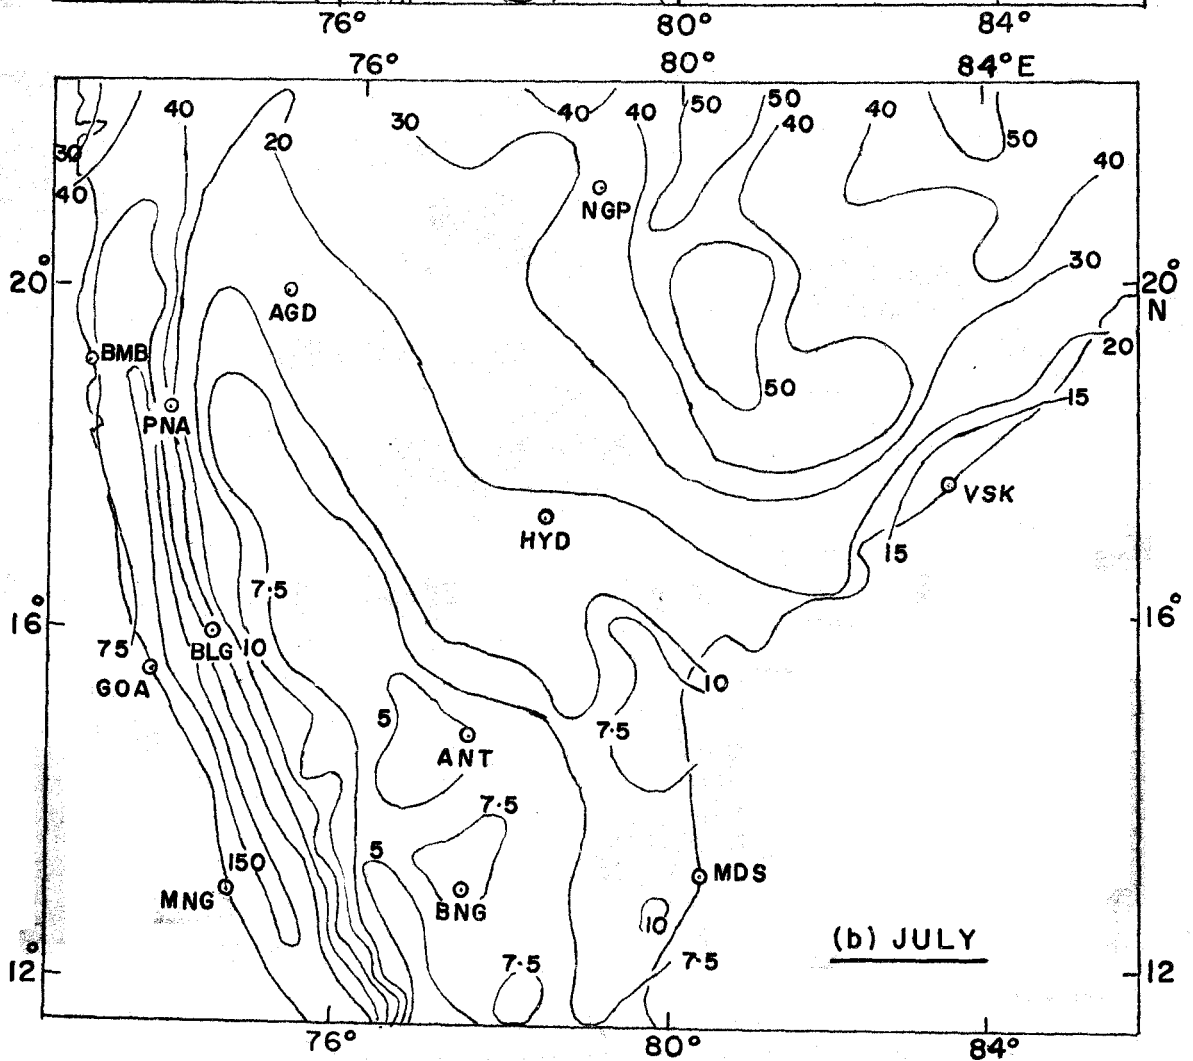 76° 80° 84°
76° 80° 84°E
40 30 20 40 40 50 50 40 40 50
30 40 40
NGP
20° 30 20°
N
AGD
BMB 20
50 15
PNA
VSK
HYD 15
7.5
16° 16°
75 BLG 10
GOA 10
5 7.5
ANT
7.5
5
150 MDS
MNG BNG
10
(b) JULY
12° 7.5 7.5 12
76° 80° 84°